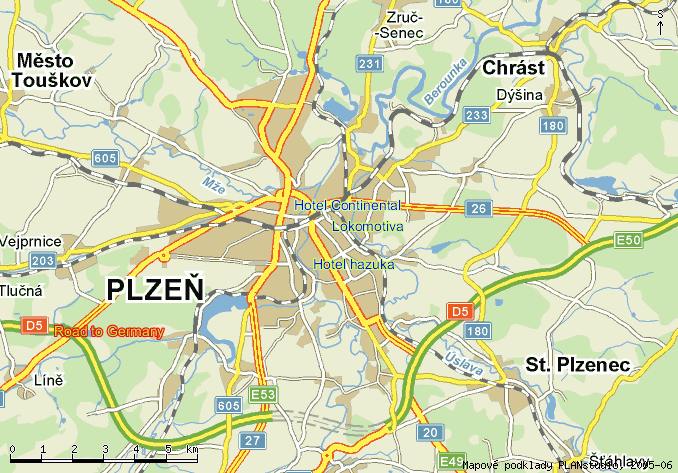 Zruč-
-Senec
180
S
Město
Touškov
231
Berounka
Chrást
Dýšina
233
180
605
Mže
Hotel Continental
26
Lokomotiva
Vejprnice
E50
203
Hotel hazuka
Tlučná
PLZEŇ
D5
D5
Road to Germany
180
Úslava
St. Plzenec
Líně
E53
605
20
27
E49
0 1 2 3 4 5 km
Šťáhlavy
Mapové podklady PLANstudio, 2005-06